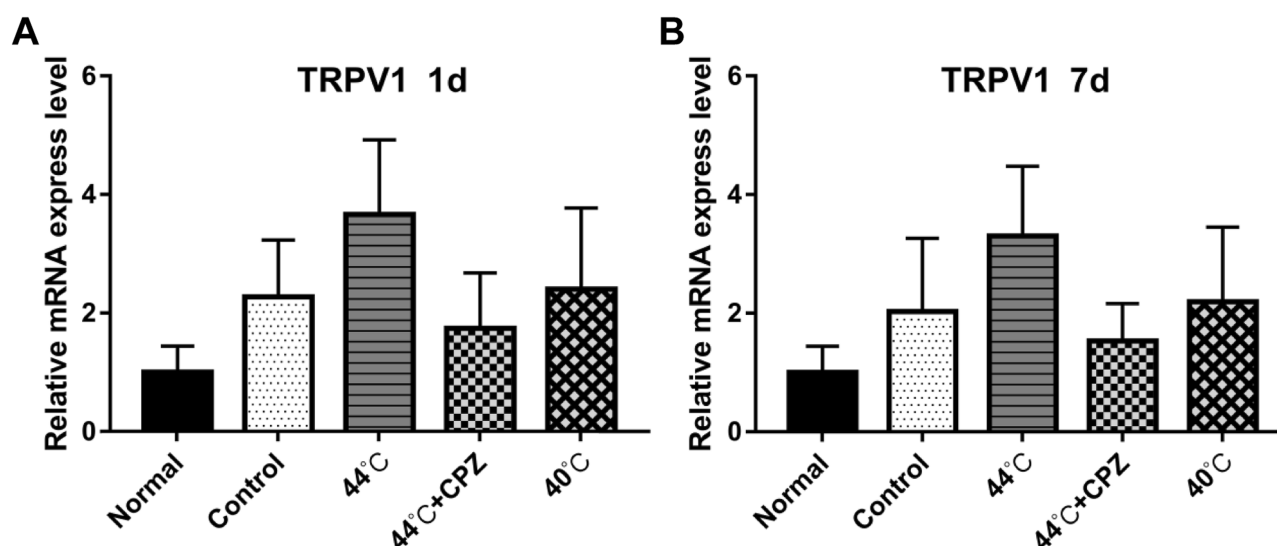 A
TRPV1 1d
Relative mRNA express level
6
4
2
0
Normal
Control
44℃
44℃+CPZ
40℃
B
TRPV1 7d
Relative mRNA express level
6
4
2
0
Normal
Control
44℃
44℃+CPZ
40℃